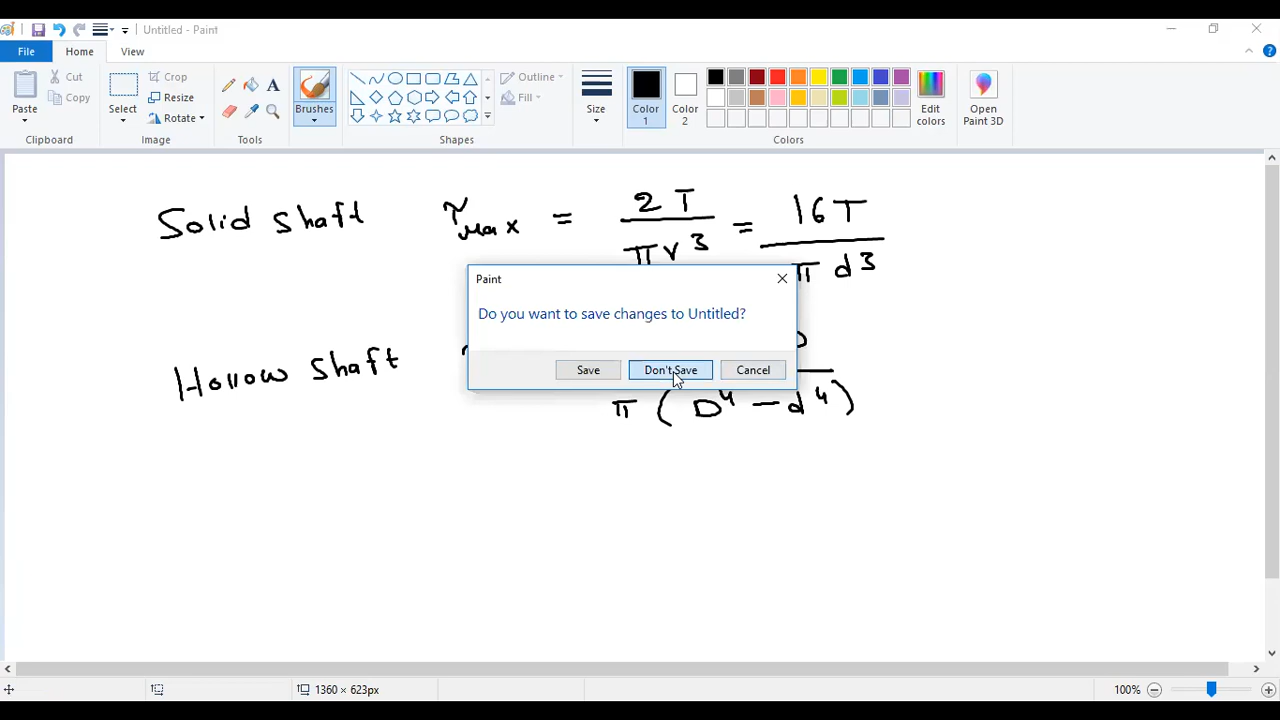 Untitled - Paint
File Home View
Paste Cut Copy Clipboard
Select Crop Resize Rotate Image
Tools
Brushes
Outline Fill Shapes
Size
Color 1 Color 2 Edit colors Colors
Open Paint 3D
Solid shaft τmax = 2T / πr3 = 16T / πd3
Paint
Do you want to save changes to Untitled?
Save Don't Save Cancel
Hollow shaft
π ( D4 – d4 )
1360 × 623px 100%